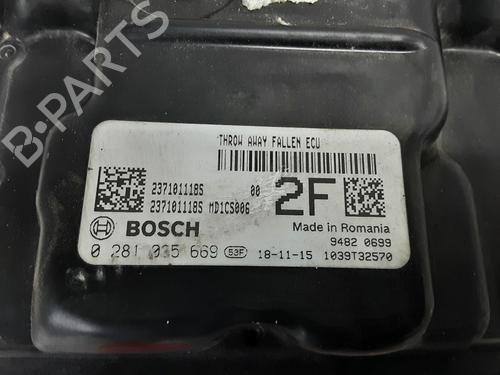 THROW AWAY FALLEN ECU
237101118S 00
237101118S MD1CS006
2F
BOSCH
Made in Romania
9482 0699
0 281 035 669 53F 18-11-15 1039T32570
B-PARTS